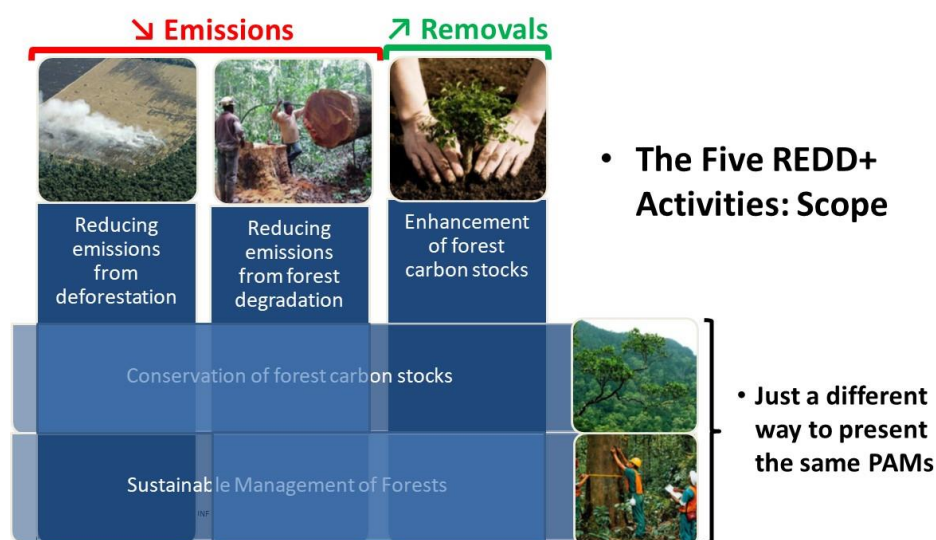 ↘ Emissions
↗ Removals
Reducing
emissions
from
deforestation
Reducing
emissions
from forest
degradation
Enhancement
of forest
carbon stocks
• The Five REDD+
Activities: Scope
Conservation of forest carbon stocks
Sustainable Management of Forests
INF
• Just a different
way to present
the same PAMs